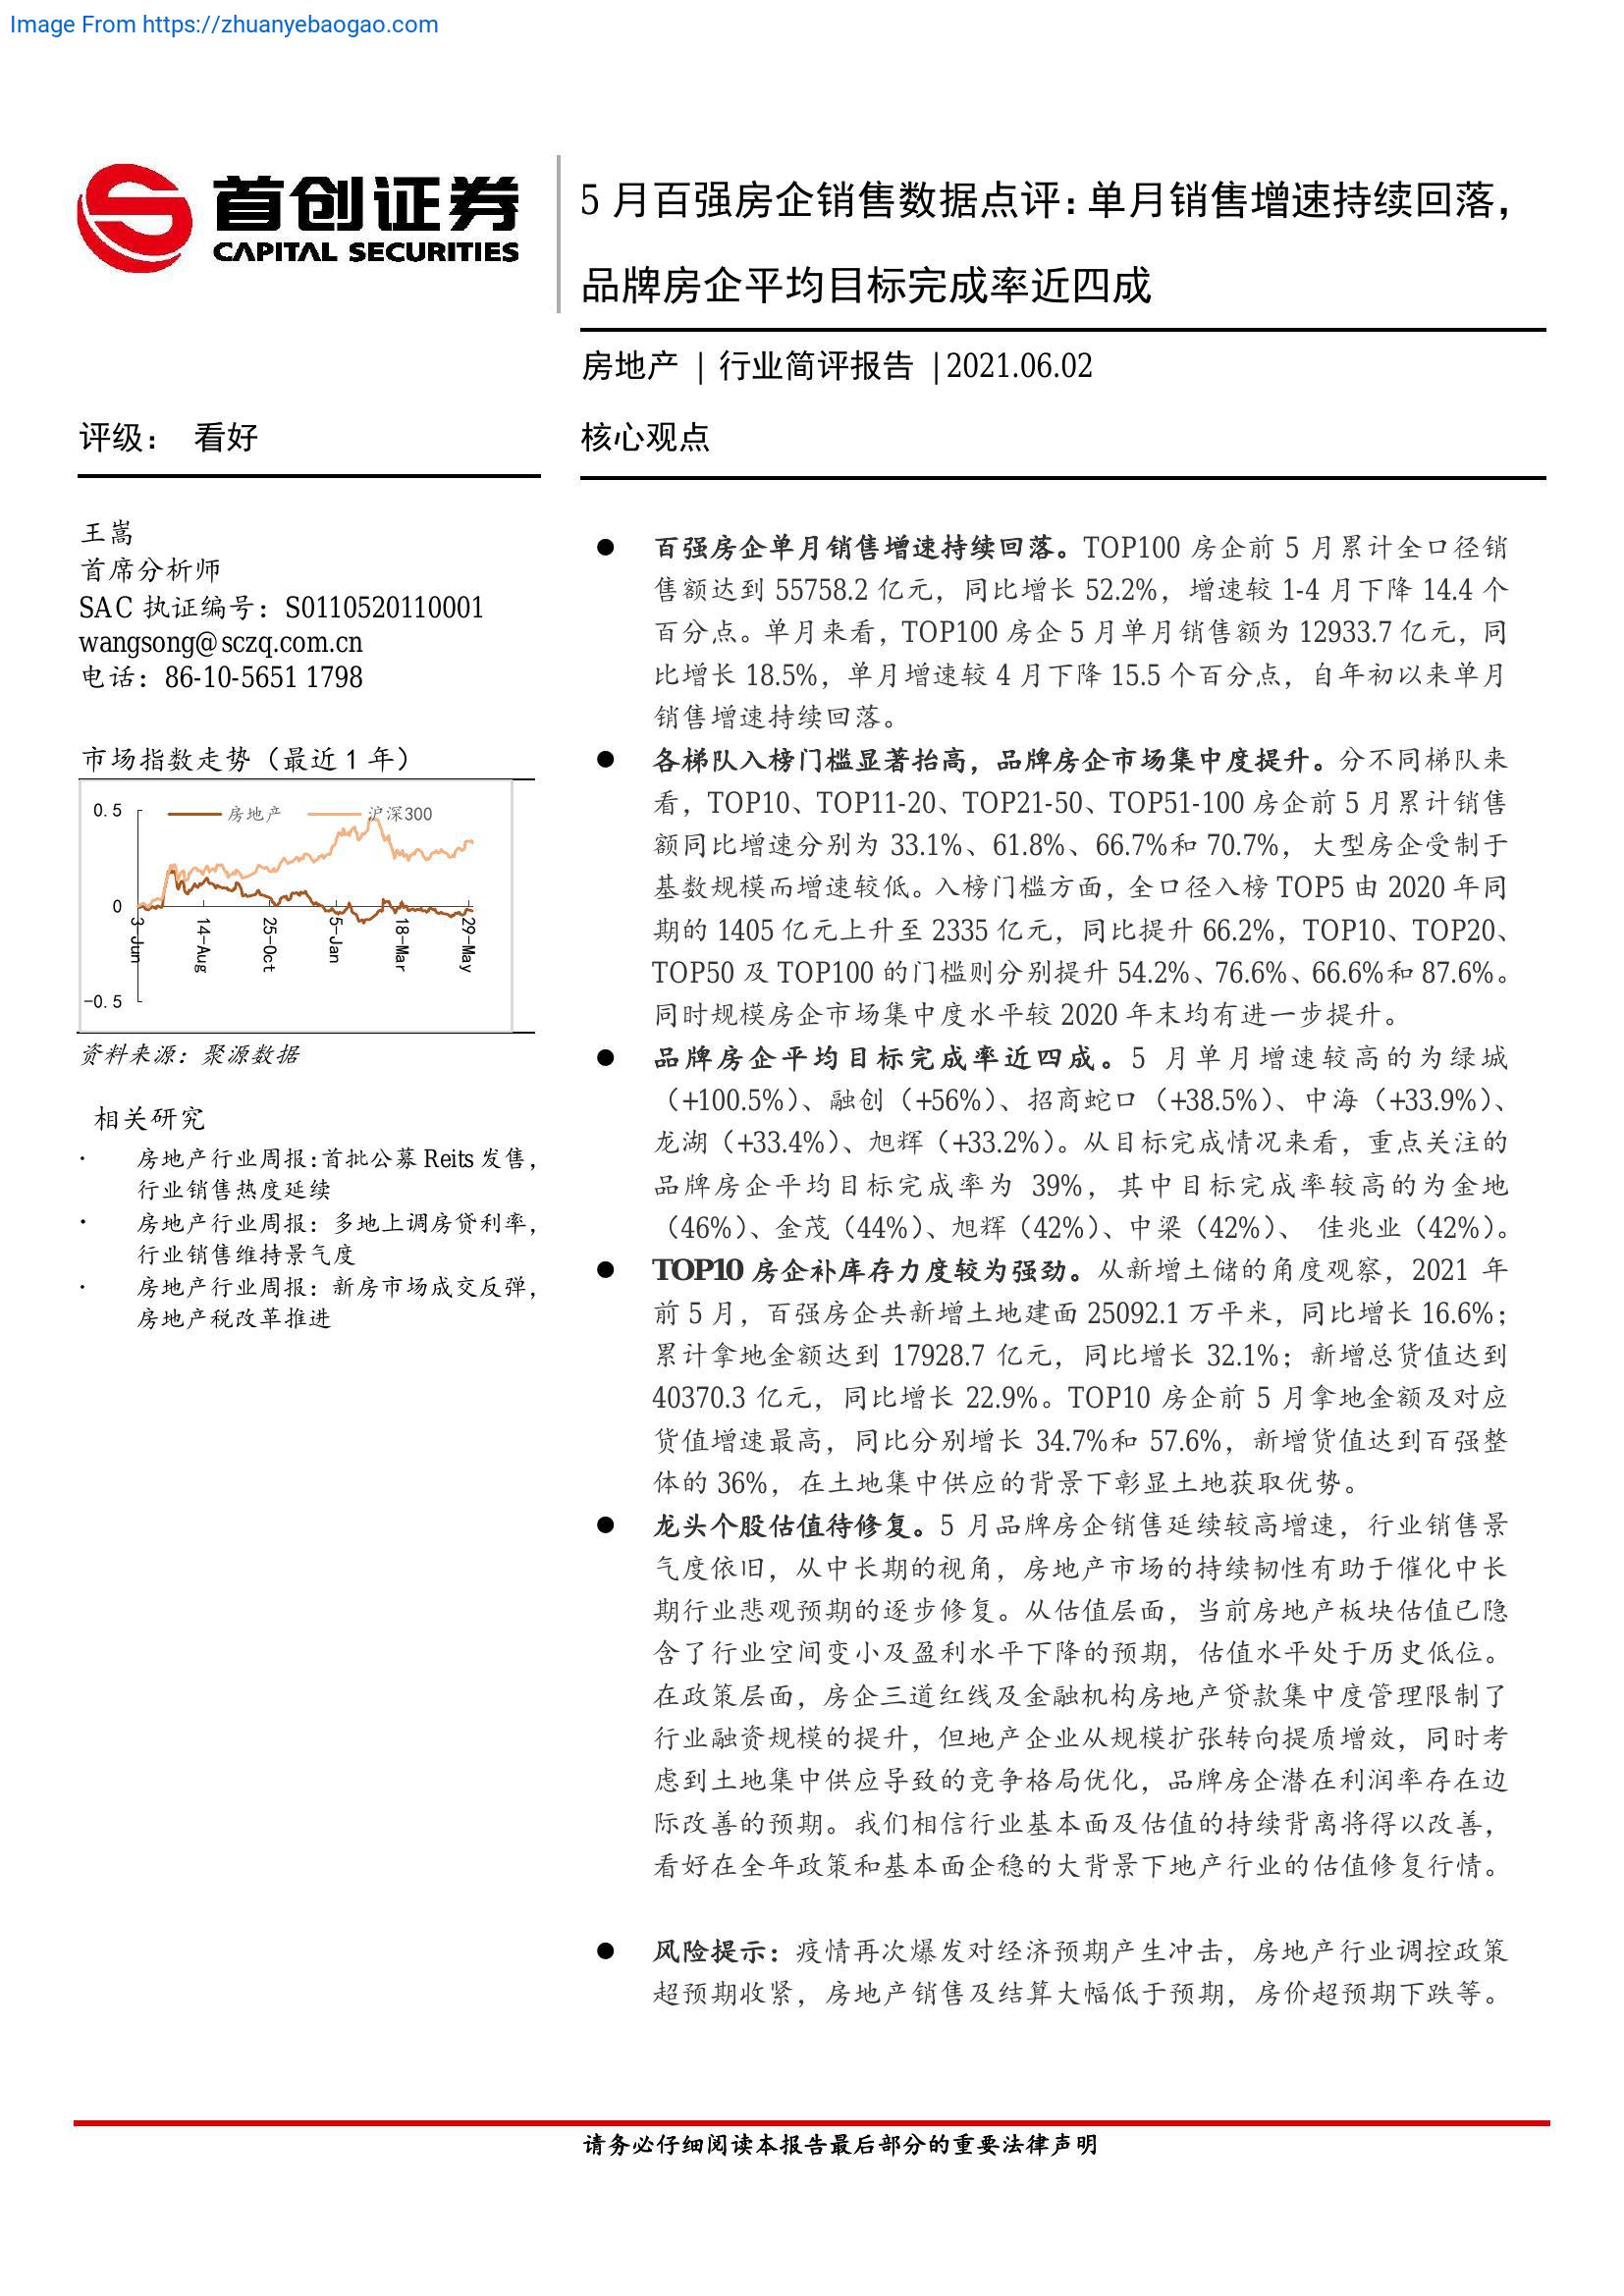 Image From https://zhuanyebaogao.com
首创证券
CAPITAL SECURITIES
5 月百强房企销售数据点评：单月销售增速持续回落，
品牌房企平均目标完成率近四成
房地产 | 行业简评报告 |2021.06.02
评级： 看好
王嵩
首席分析师
SAC 执证编号：S0110520110001
wangsong@sczq.com.cn
电话：86-10-5651 1798
市场指数走势（最近 1 年）
0.5
房地产
沪深300
0
3-Jun
14-Aug
25-Oct
5-Jan
18-Mar
29-May
-0.5
资料来源：聚源数据
相关研究
· 房地产行业周报：首批公募 Reits 发售，
行业销售热度延续
· 房地产行业周报：多地上调房贷利率，
行业销售维持景气度
· 房地产行业周报：新房市场成交反弹，
房地产税改革推进
核心观点
● 百强房企单月销售增速持续回落。TOP100 房企前 5 月累计全口径销
售额达到 55758.2 亿元，同比增长 52.2%，增速较 1-4 月下降 14.4 个
百分点。单月来看，TOP100 房企 5 月单月销售额为 12933.7 亿元，同
比增长 18.5%，单月增速较 4 月下降 15.5 个百分点，自年初以来单月
销售增速持续回落。
● 各梯队入榜门槛显著抬高，品牌房企市场集中度提升。分不同梯队来
看，TOP10、TOP11-20、TOP21-50、TOP51-100 房企前 5 月累计销售
额同比增速分别为 33.1%、61.8%、66.7%和 70.7%，大型房企受制于
基数规模而增速较低。入榜门槛方面，全口径入榜 TOP5 由 2020 年同
期的 1405 亿元上升至 2335 亿元，同比提升 66.2%，TOP10、TOP20、
TOP50 及 TOP100 的门槛则分别提升 54.2%、76.6%、66.6%和 87.6%。
同时规模房企市场集中度水平较 2020 年末均有进一步提升。
● 品牌房企平均目标完成率近四成。5 月单月增速较高的为绿城
（+100.5%）、融创（+56%）、招商蛇口（+38.5%）、中海（+33.9%）、
龙湖（+33.4%）、旭辉（+33.2%）。从目标完成情况来看，重点关注的
品牌房企平均目标完成率为 39%，其中目标完成率较高的为金地
（46%）、金茂（44%）、旭辉（42%）、中梁（42%）、 佳兆业（42%）。
● TOP10 房企补库存力度较为强劲。从新增土储的角度观察，2021 年
前 5 月，百强房企共新增土地建面 25092.1 万平米，同比增长 16.6%；
累计拿地金额达到 17928.7 亿元，同比增长 32.1%；新增总货值达到
40370.3 亿元，同比增长 22.9%。TOP10 房企前 5 月拿地金额及对应
货值增速最高，同比分别增长 34.7%和 57.6%，新增货值达到百强整
体的 36%，在土地集中供应的背景下彰显土地获取优势。
● 龙头个股估值待修复。5 月品牌房企销售延续较高增速，行业销售景
气度依旧，从中长期的视角，房地产市场的持续韧性有助于催化中长
期行业悲观预期的逐步修复。从估值层面，当前房地产板块估值已隐
含了行业空间变小及盈利水平下降的预期，估值水平处于历史低位。
在政策层面，房企三道红线及金融机构房地产贷款集中度管理限制了
行业融资规模的提升，但地产企业从规模扩张转向提质增效，同时考
虑到土地集中供应导致的竞争格局优化，品牌房企潜在利润率存在边
际改善的预期。我们相信行业基本面及估值的持续背离将得以改善，
看好在全年政策和基本面企稳的大背景下地产行业的估值修复行情。
● 风险提示：疫情再次爆发对经济预期产生冲击，房地产行业调控政策
超预期收紧，房地产销售及结算大幅低于预期，房价超预期下跌等。
请务必仔细阅读本报告最后部分的重要法律声明